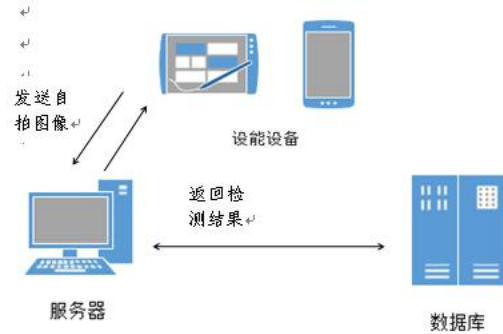 发送自
拍图像
设能设备
返回检
测结果
服务器
数据库